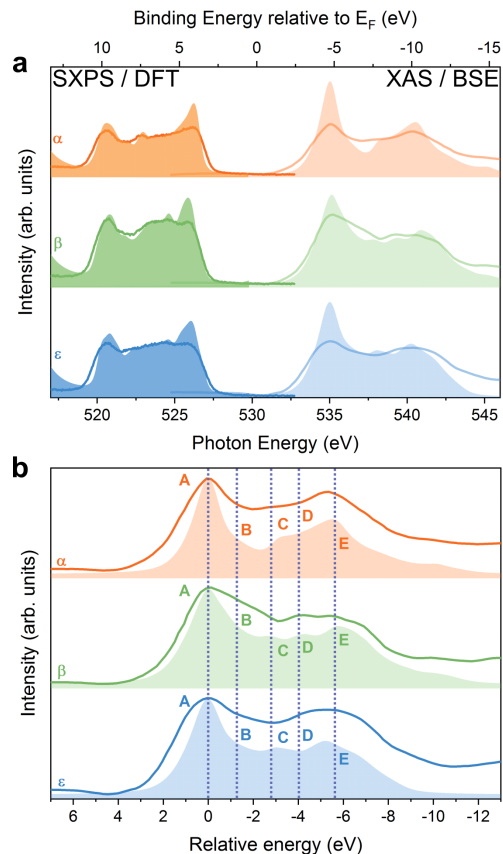 Binding Energy relative to E_F (eV)
10 5 0 -5 -10 -15
a
SXPS / DFT XAS / BSE
α
β
ε
Intensity (arb. units)
520 525 530 535 540 545
Photon Energy (eV)
b
A B C D E
α
A B C D E
β
A B C D E
ε
Intensity (arb. units)
6 4 2 0 -2 -4 -6 -8 -10 -12
Relative energy (eV)